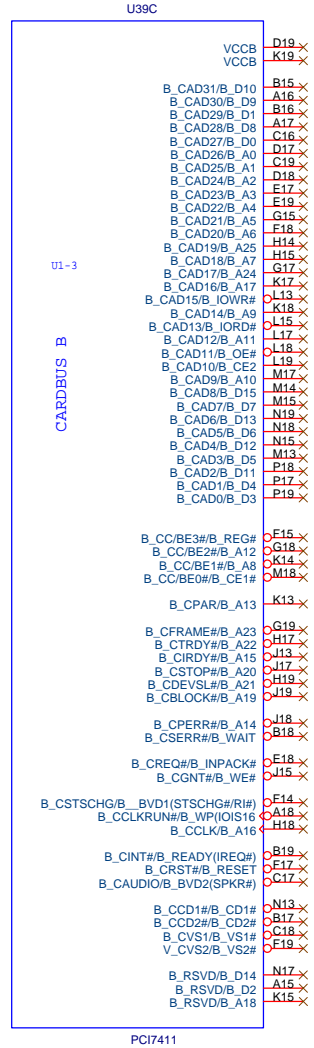 U39C
VCCB D19
VCCB K19
B_CAD31/B_D10 B15
B_CAD30/B_D9 A16
B_CAD29/B_D1 B16
B_CAD28/B_D8 A17
B_CAD27/B_D0 C16
B_CAD26/B_A0 D17
B_CAD25/B_A1 C19
B_CAD24/B_A2 D18
B_CAD23/B_A3 E17
B_CAD22/B_A4 E19
B_CAD21/B_A5 G15
B_CAD20/B_A6 F18
B_CAD19/B_A25 H14
B_CAD18/B_A7 H15
B_CAD17/B_A24 G17
B_CAD16/B_A17 K17
U1-3
B_CAD15/B_IOWR# L13
B_CAD14/B_A9 K18
B_CAD13/B_IORD# L15
B_CAD12/B_A11 L17
B_CAD11/B_OE# L18
B_CAD10/B_CE2 L19
B_CAD9/B_A10 M17
B_CAD8/B_D15 M14
B_CAD7/B_D7 M15
B_CAD6/B_D13 N19
B_CAD5/B_D6 N18
B_CAD4/B_D12 N15
B_CAD3/B_D5 M13
B_CAD2/B_D11 P18
B_CAD1/B_D4 P17
B_CAD0/B_D3 P19
CARDBUS B
B_CC/BE3#/B_REG# F15
B_CC/BE2#/B_A12 G18
B_CC/BE1#/B_A8 K14
B_CC/BE0#/B_CE1# M18
B_CPAR/B_A13 K13
B_CFRAME#/B_A23 G19
B_CTRDY#/B_A22 H17
B_CIRDY#/B_A15 J13
B_CSTOP#/B_A20 J17
B_CDEVSL#/B_A21 H19
B_CBLOCK#/B_A19 J19
B_CPERR#/B_A14 J18
B_CSERR#/B_WAIT B18
B_CREQ#/B_INPACK# E18
B_CGNT#/B_WE# J15
B_CSTSCHG/B__BVD1(STSCHG#/RI#) F14
B_CCLKRUN#/B_WP(IOIS16 A18
B_CCLK/B_A16 H18
B_CINT#/B_READY(IREQ#) B19
B_CRST#/B_RESET F17
B_CAUDIO/B_BVD2(SPKR#) C17
B_CCD1#/B_CD1# N13
B_CCD2#/B_CD2# B17
B_CVS1/B_VS1# C18
V_CVS2/B_VS2# F19
B_RSVD/B_D14 N17
B_RSVD/B_D2 A15
B_RSVD/B_A18 K15
PCI7411